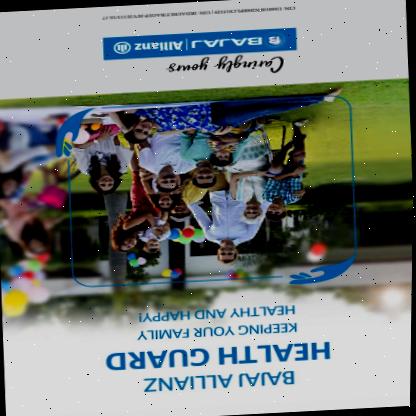 BAJAJ ALLIANZ
HEALTH GUARD
KEEPING YOUR FAMILY
HEALTHY AND HAPPY!
Caringly yours
BAJAJ Allianz